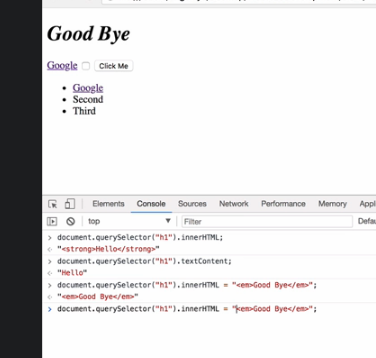 Good Bye
Google Click Me
Google
Second
Third
Elements Console Sources Network Performance Memory
top Filter Defau
document.querySelector("h1").innerHTML;
"<strong>Hello</strong>"
document.querySelector("h1").textContent;
"Hello"
document.querySelector("h1").innerHTML = "<em>Good Bye</em>";
"<em>Good Bye</em>"
document.querySelector("h1").innerHTML = "<em>Good Bye</em>";